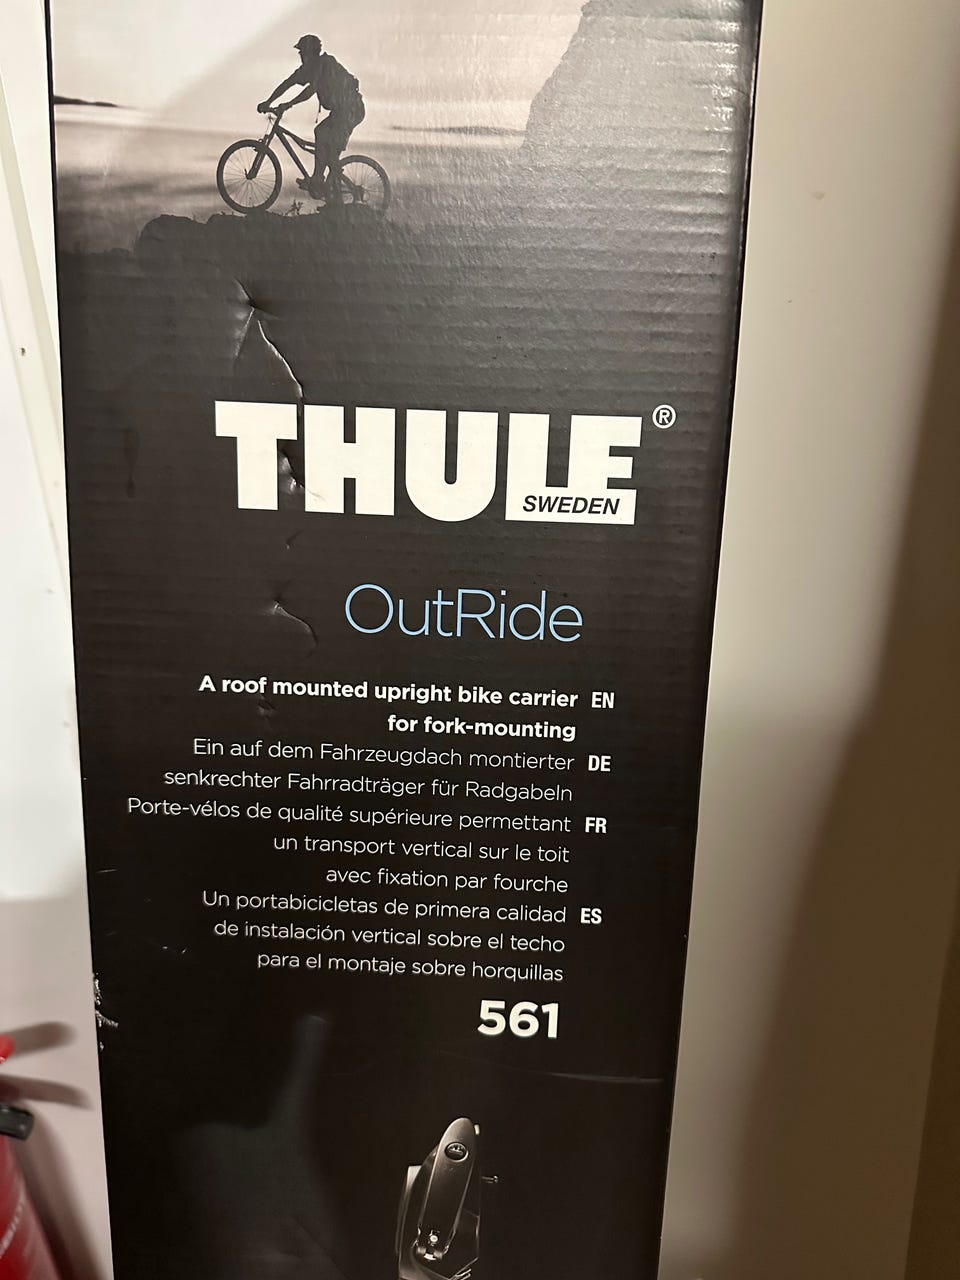 THULE®
SWEDEN
OutRide
A roof mounted upright bike carrier EN
for fork-mounting
Ein auf dem Fahrzeugdach montierter DE
senkrechter Fahrradträger für Radgabeln
Porte-vélos de qualité supérieure permettant FR
un transport vertical sur le toit
avec fixation par fourche
Un portabicicletas de primera calidad ES
de instalación vertical sobre el techo
para el montaje sobre horquillas
561